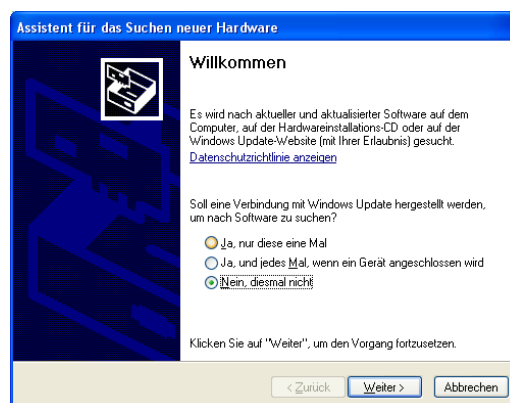 Assistent für das Suchen neuer Hardware
Willkommen
Es wird nach aktueller und aktualisierter Software auf dem
Computer, auf der Hardwareinstallations-CD oder auf der
Windows Update-Website (mit Ihrer Erlaubnis) gesucht.
Datenschutzrichtlinie anzeigen
Soll eine Verbindung mit Windows Update hergestellt werden,
um nach Software zu suchen?
Ja, nur diese eine Mal
Ja, und jedes Mal, wenn ein Gerät angeschlossen wird
Nein, diesmal nicht
Klicken Sie auf "Weiter", um den Vorgang fortzusetzen.
< Zurück Weiter > Abbrechen